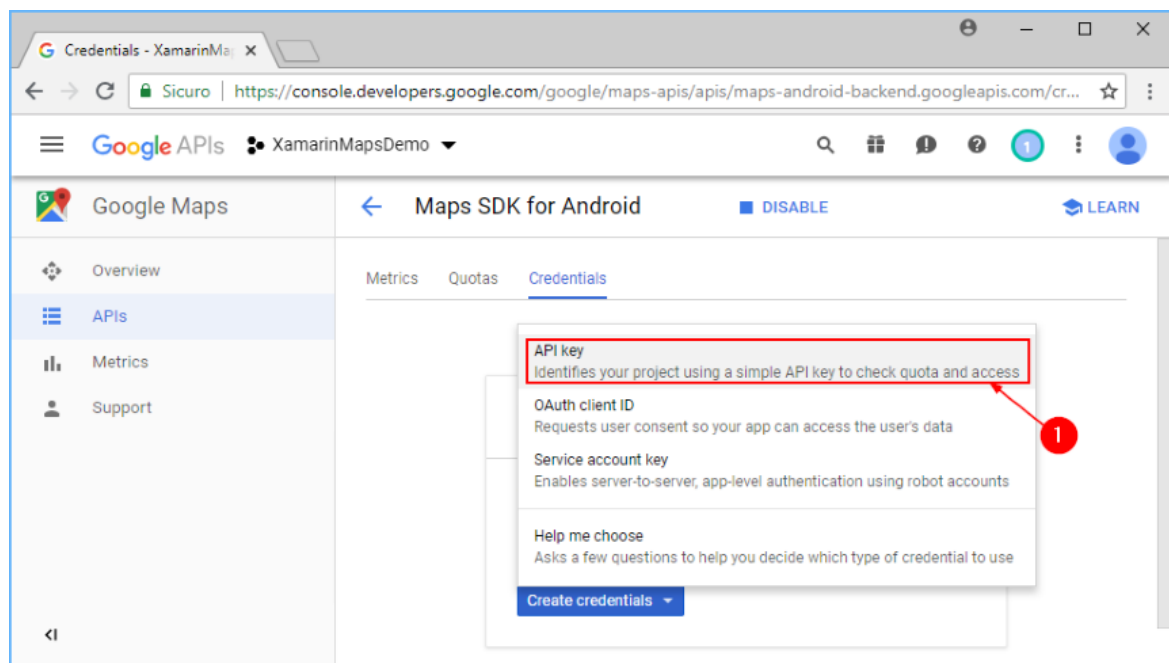 Credentials - XamarinMa
Sicuro | https://console.developers.google.com/google/maps-apis/apis/maps-android-backend.googleapis.com/cr...
Google APIs XamarinMapsDemo 1
Google Maps
Maps SDK for Android DISABLE LEARN
Overview
APIs
Metrics
Support
Metrics Quotas Credentials
API key
Identifies your project using a simple API key to check quota and access
1
OAuth client ID
Requests user consent so your app can access the user's data
Service account key
Enables server-to-server, app-level authentication using robot accounts
Help me choose
Asks a few questions to help you decide which type of credential to use
Create credentials